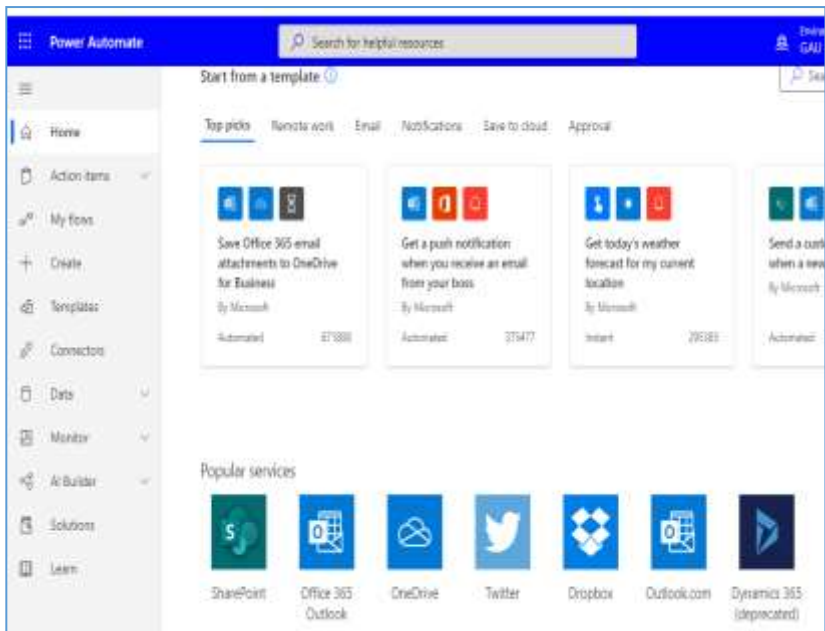 Power Automate
Search for helpful resources
GAU
Start from a template
Top picks Remote work Email Notifications Save to cloud Approval
Home
Action items
My flows
Create
Templates
Connectors
Data
Monitor
AI Builder
Solutions
Learn
Save Office 365 email
attachments to OneDrive
for Business
By Microsoft
Automated
Get a push notification
when you receive an email
from your boss
By Microsoft
Automated
Get today's weather
forecast for my current
location
By Microsoft
Instant
Send a
when a
By Microsoft
Automated
Popular services
S
SharePoint
Office 365
Outlook
OneDrive
Twitter
Dropbox
Outlook.com
Dynamics 365
(deprecated)